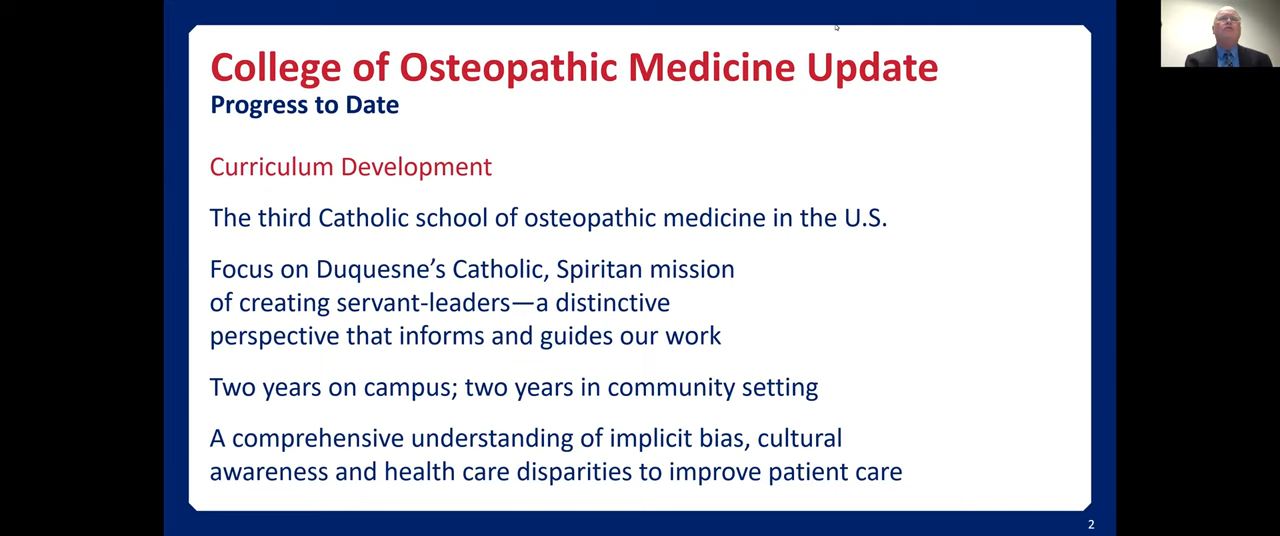 College of Osteopathic Medicine Update
Progress to Date
Curriculum Development
The third Catholic school of osteopathic medicine in the U.S.
Focus on Duquesne’s Catholic, Spiritan mission
of creating servant-leaders—a distinctive
perspective that informs and guides our work
Two years on campus; two years in community setting
A comprehensive understanding of implicit bias, cultural
awareness and health care disparities to improve patient care
2